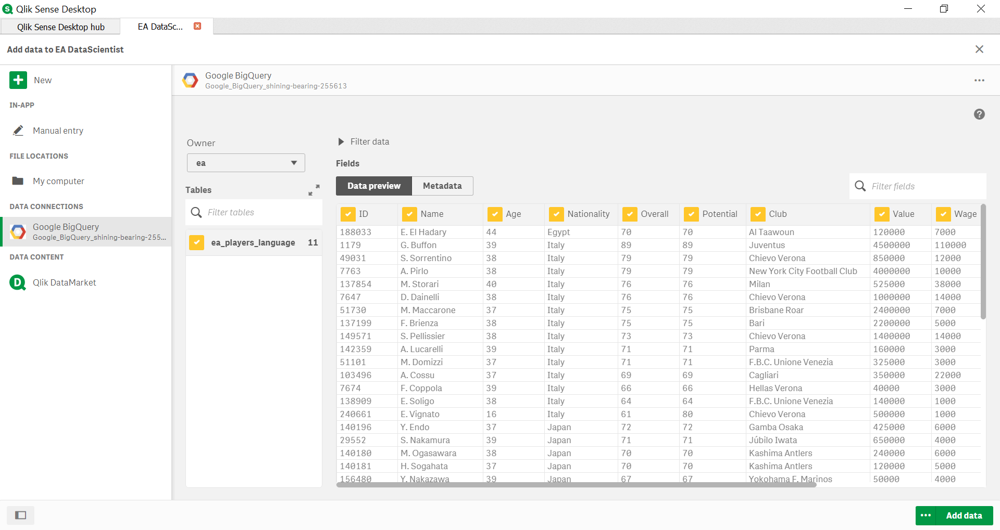 Qlik Sense Desktop
Qlik Sense Desktop hub
EA DataSc...
Add data to EA DataScientist
New
IN-APP
Manual entry
FILE LOCATIONS
My computer
DATA CONNECTIONS
Google BigQuery
Google_BigQuery_shining-bearing-255...
DATA CONTENT
Qlik DataMarket
Google BigQuery
Google_BigQuery_shining-bearing-255613
Owner
ea
Tables
Filter tables
ea_players_language 11
Filter data
Fields
Data preview Metadata
Filter fields
ID Name Age Nationality Overall Potential Club Value Wage
188033 E. El Hadary 44 Egypt 70 70 Al Taawoun 120000 7000
1179 G. Buffon 39 Italy 89 89 Juventus 4500000 110000
49031 S. Sorrentino 38 Italy 79 79 Chievo Verona 850000 12000
7763 A. Pirlo 38 Italy 79 79 New York City Football Club 4000000 10000
137854 M. Storari 40 Italy 76 76 Milan 525000 38000
7647 D. Dainelli 38 Italy 76 76 Chievo Verona 1000000 14000
51730 M. Maccarone 37 Italy 75 75 Brisbane Roar 2400000 7000
137199 F. Brienza 38 Italy 75 75 Bari 2200000 5000
149571 S. Pellissier 38 Italy 73 73 Chievo Verona 1400000 14000
142359 A. Lucarelli 39 Italy 71 71 Parma 160000 3000
51101 M. Domizzi 37 Italy 71 71 F.B.C. Unione Venezia 325000 3000
103496 A. Cossu 37 Italy 69 69 Cagliari 350000 22000
7674 F. Coppola 39 Italy 66 66 Hellas Verona 40000 3000
138909 E. Soligo 38 Italy 64 64 F.B.C. Unione Venezia 140000 1000
240661 E. Vignato 16 Italy 61 80 Chievo Verona 500000 1000
140196 Y. Endo 37 Japan 72 72 Gamba Osaka 425000 6000
29552 S. Nakamura 39 Japan 71 71 Júbilo Iwata 650000 4000
140180 M. Ogasawara 38 Japan 70 70 Kashima Antlers 240000 6000
140181 H. Sogahata 37 Japan 70 70 Kashima Antlers 120000 5000
156480 Y. Nakazawa 39 Japan 67 67 Yokohama F. Marinos 50000 4000
Add data